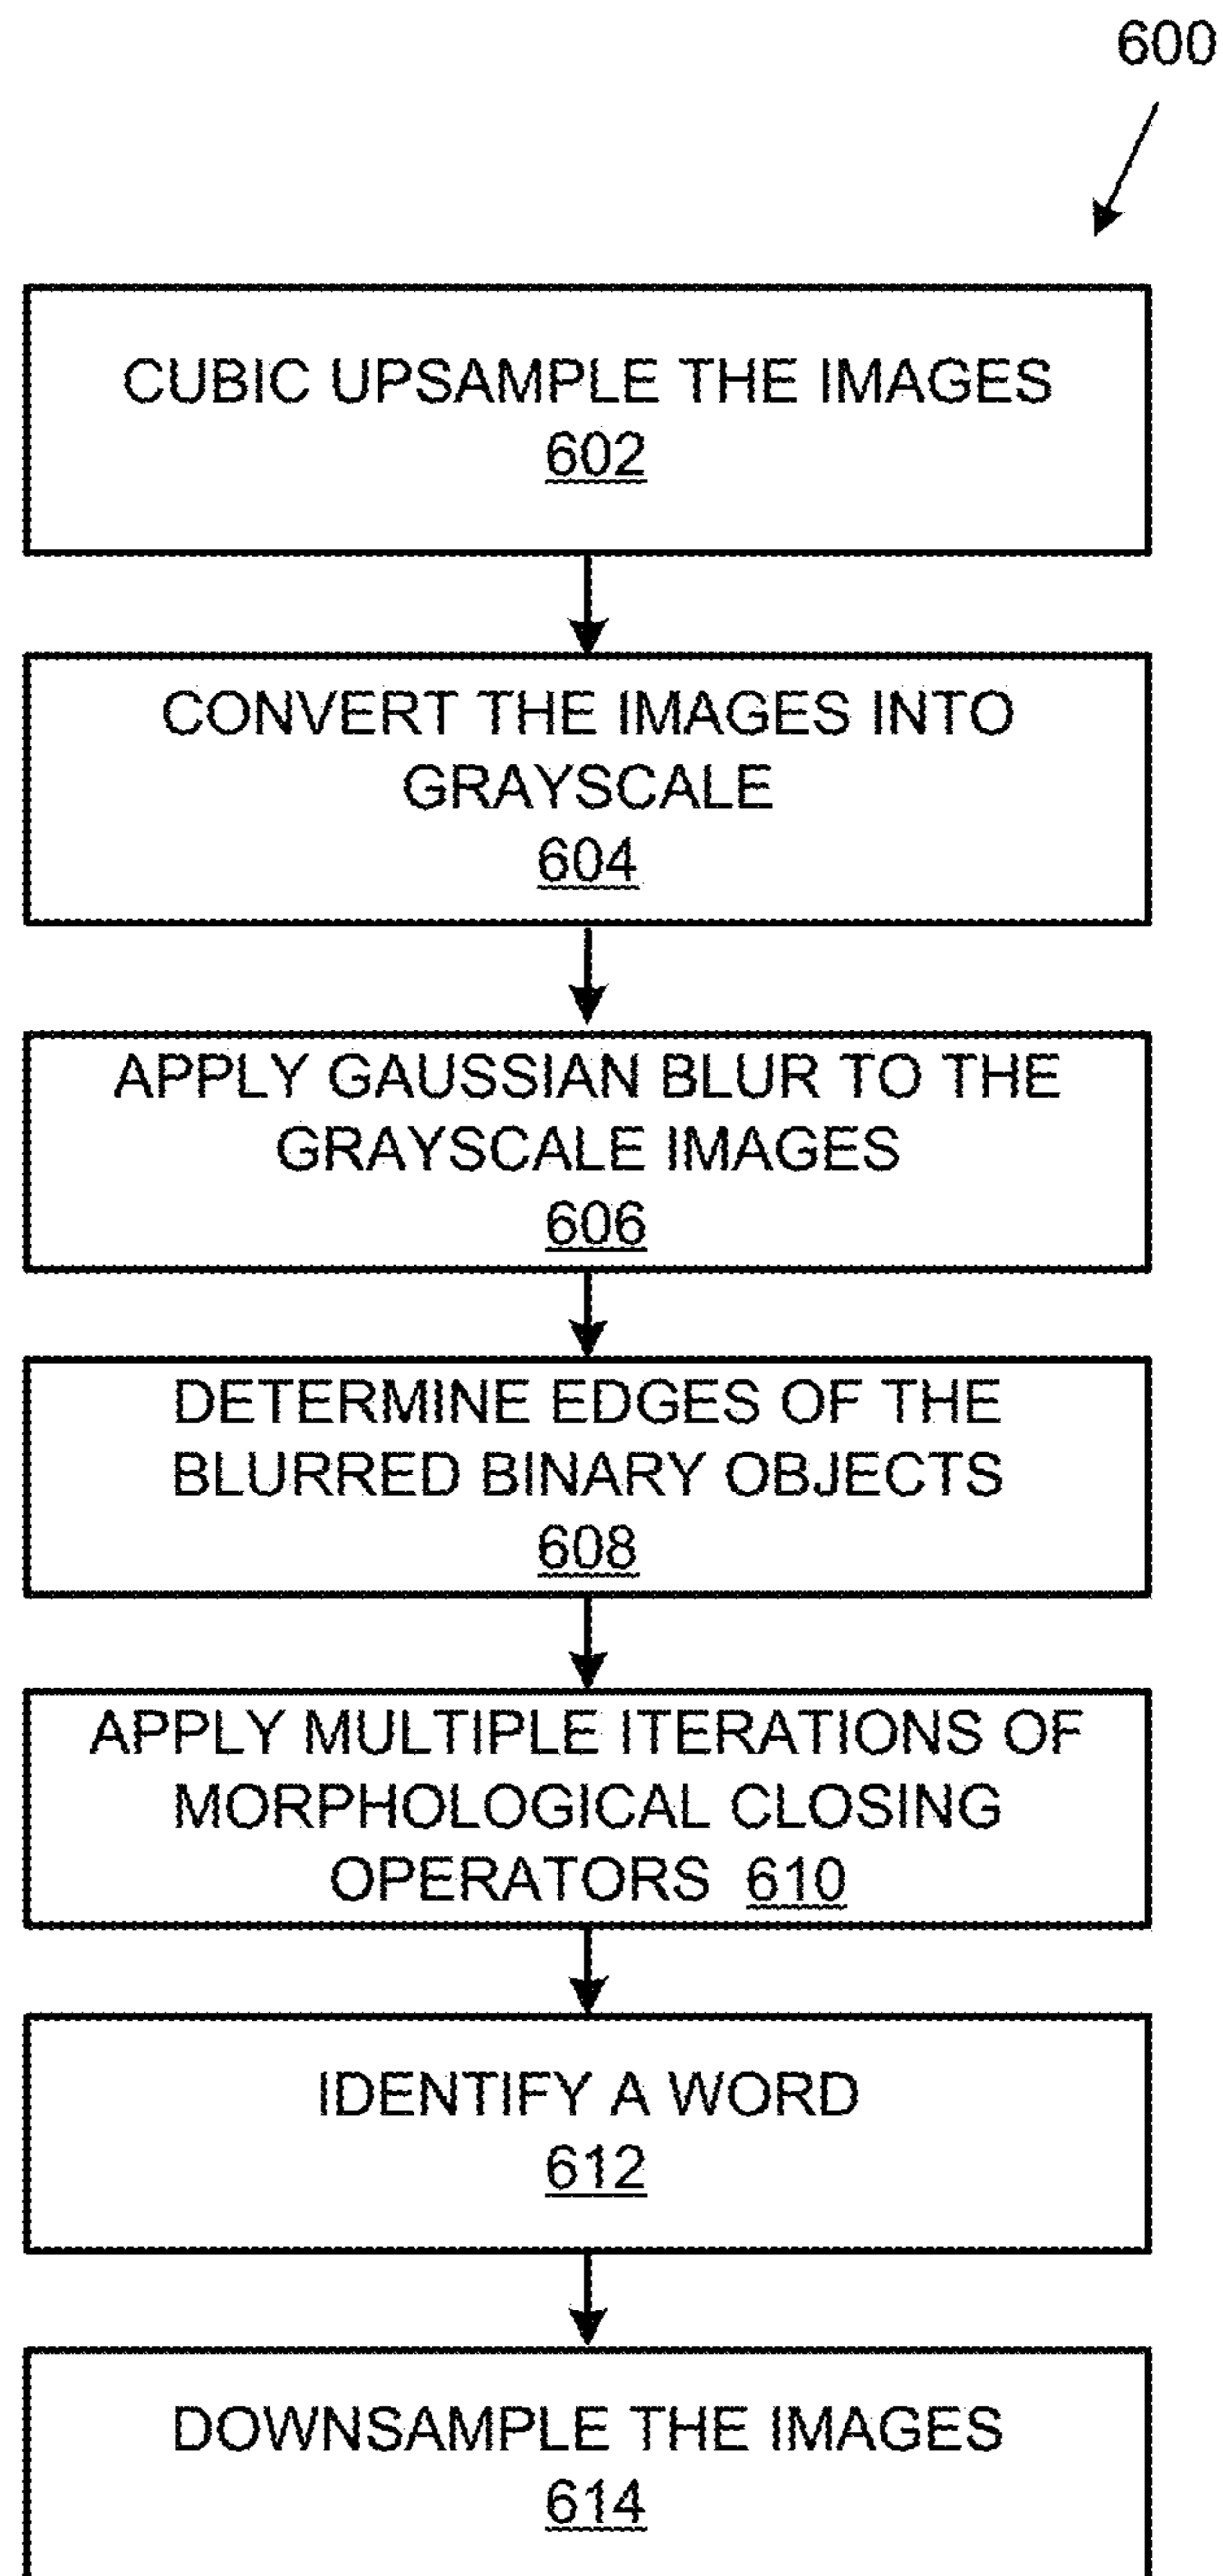 600
CUBIC UPSAMPLE THE IMAGES
602
CONVERT THE IMAGES INTO
GRAYSCALE
604
APPLY GAUSSIAN BLUR TO THE
GRAYSCALE IMAGES
606
DETERMINE EDGES OF THE
BLURRED BINARY OBJECTS
608
APPLY MULTIPLE ITERATIONS OF
MORPHOLOGICAL CLOSING
OPERATORS 610
IDENTIFY A WORD
612
DOWNSAMPLE THE IMAGES
614